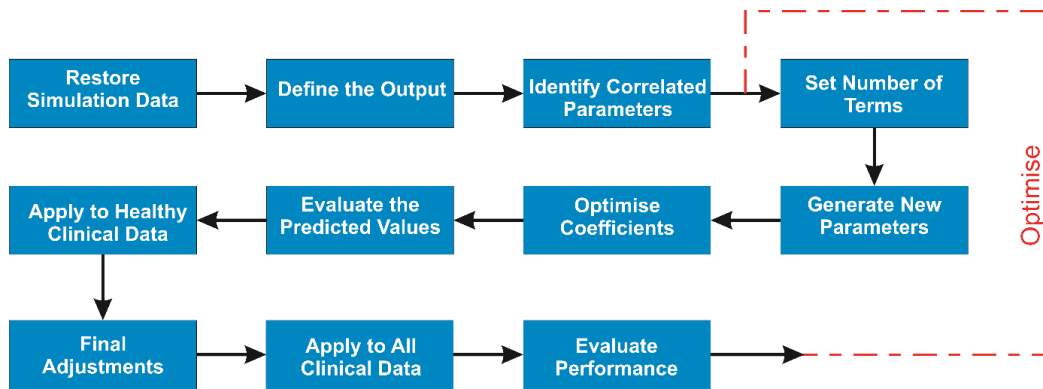 Restore
Simulation Data
Define the Output
Identify Correlated
Parameters
Set Number of
Terms
Optimise
Apply to Healthy
Clinical Data
Evaluate the
Predicted Values
Optimise
Coefficients
Generate New
Parameters
Final
Adjustments
Apply to All
Clinical Data
Evaluate
Performance